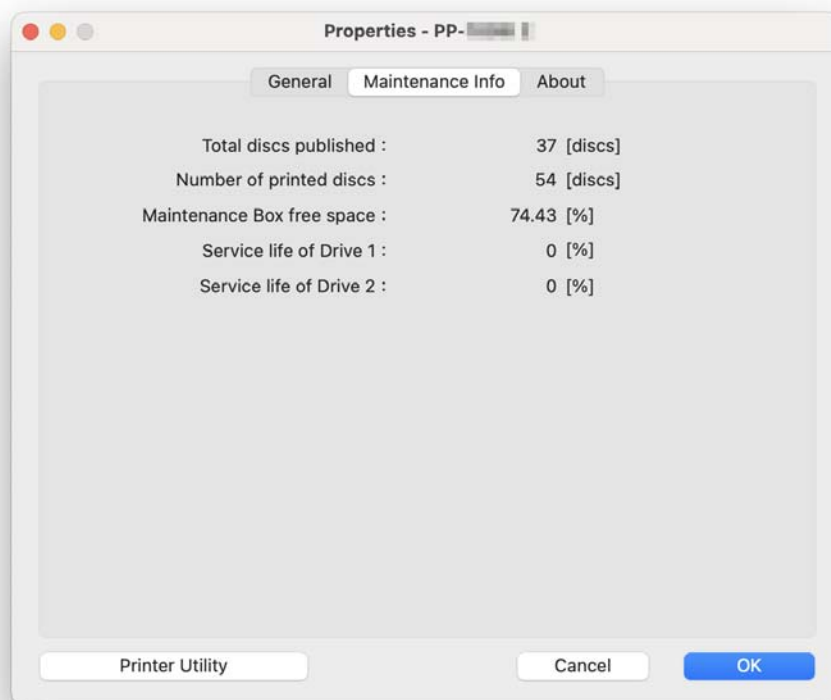 Properties - PP-
General Maintenance Info About
Total discs published : 37 [discs]
Number of printed discs : 54 [discs]
Maintenance Box free space : 74.43 [%]
Service life of Drive 1 : 0 [%]
Service life of Drive 2 : 0 [%]
Printer Utility Cancel OK